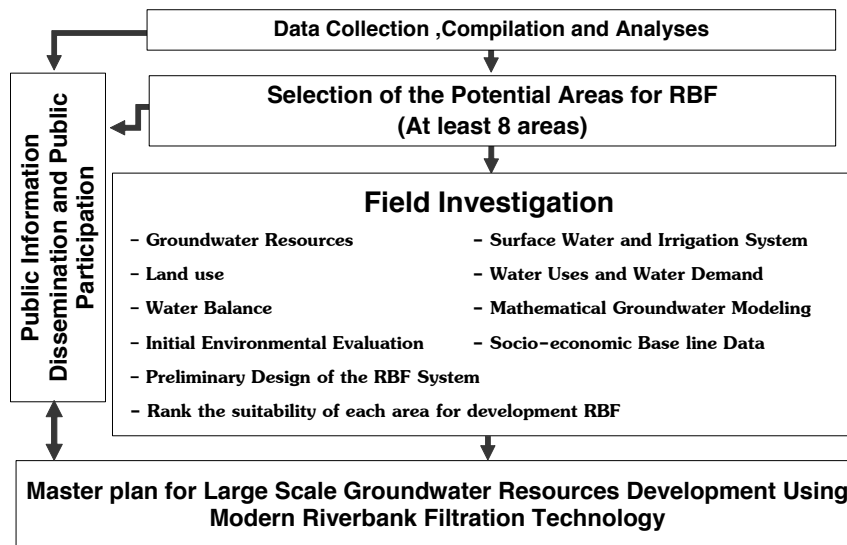 Data Collection ,Compilation and Analyses
Selection of the Potential Areas for RBF
(At least 8 areas)
Public Information
Dissemination and Public
Participation
Field Investigation
- Groundwater Resources
- Surface Water and Irrigation System
- Land use
- Water Uses and Water Demand
- Water Balance
- Mathematical Groundwater Modeling
- Initial Environmental Evaluation
- Socio-economic Base line Data
- Preliminary Design of the RBF System
- Rank the suitability of each area for development RBF
Master plan for Large Scale Groundwater Resources Development Using
Modern Riverbank Filtration Technology